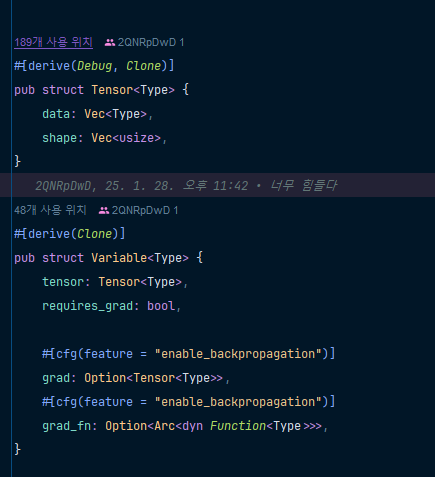 189개 사용 위치 2QNRpDwD 1
#[derive(Debug, Clone)]
pub struct Tensor<Type> {
data: Vec<Type>,
shape: Vec<usize>,
}
2QNRpDwD, 25. 1. 28. 오후 11:42 • 너무 힘들다
48개 사용 위치 2QNRpDwD 1
#[derive(Clone)]
pub struct Variable<Type> {
tensor: Tensor<Type>,
requires_grad: bool,
#[cfg(feature = "enable_backpropagation")]
grad: Option<Tensor<Type>>,
#[cfg(feature = "enable_backpropagation")]
grad_fn: Option<Arc<dyn Function<Type>>>,
}